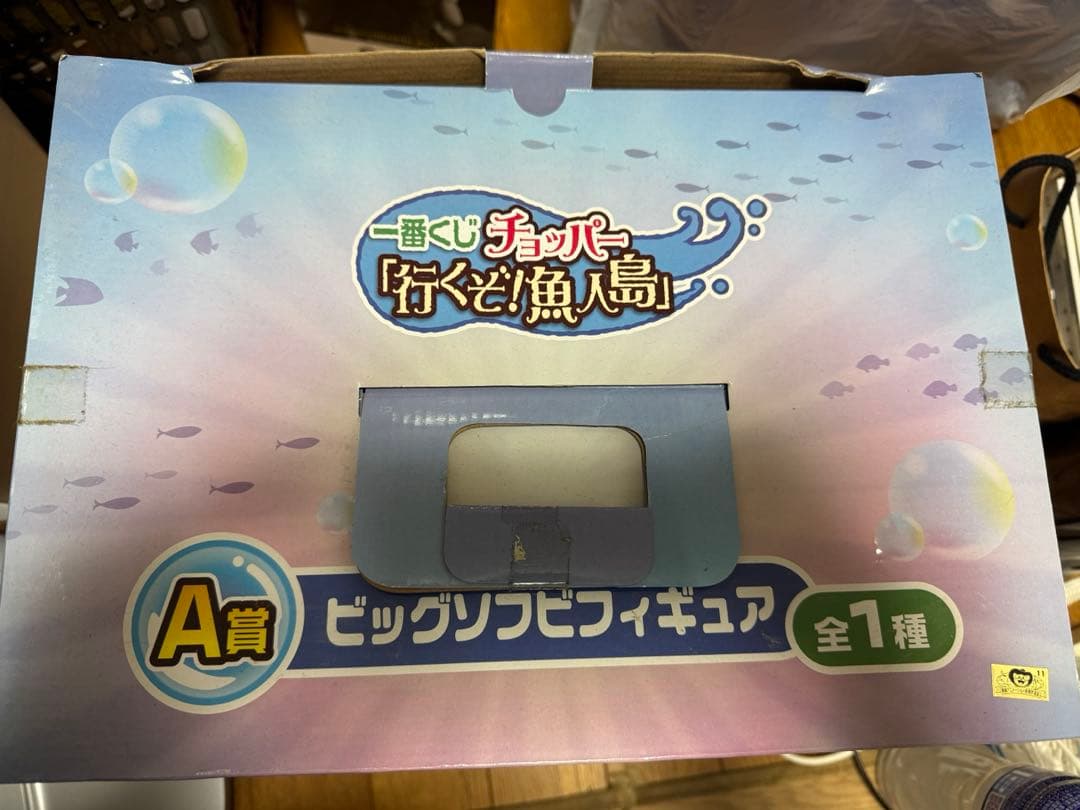 一番くじ チョッパー
「行くぞ!魚人島」
A賞 ビッグソフビフィギュア 全1種
11